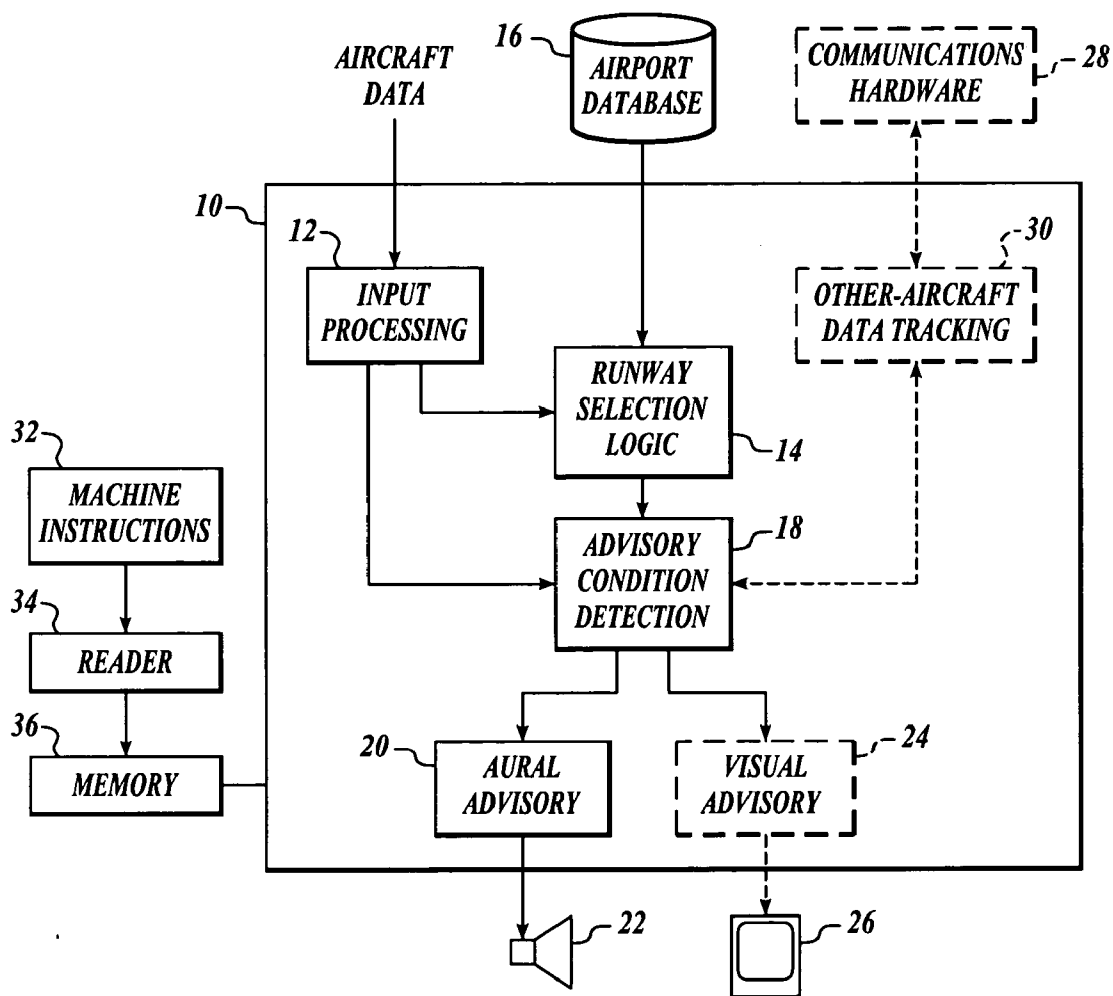 AIRCRAFT
DATA
16
AIRPORT
DATABASE
COMMUNICATIONS
HARDWARE
28
10
12
INPUT
PROCESSING
30
OTHER-AIRCRAFT
DATA TRACKING
RUNWAY
SELECTION
LOGIC
14
32
MACHINE
INSTRUCTIONS
18
ADVISORY
CONDITION
DETECTION
34
READER
36
MEMORY
20
AURAL
ADVISORY
24
VISUAL
ADVISORY
22
26